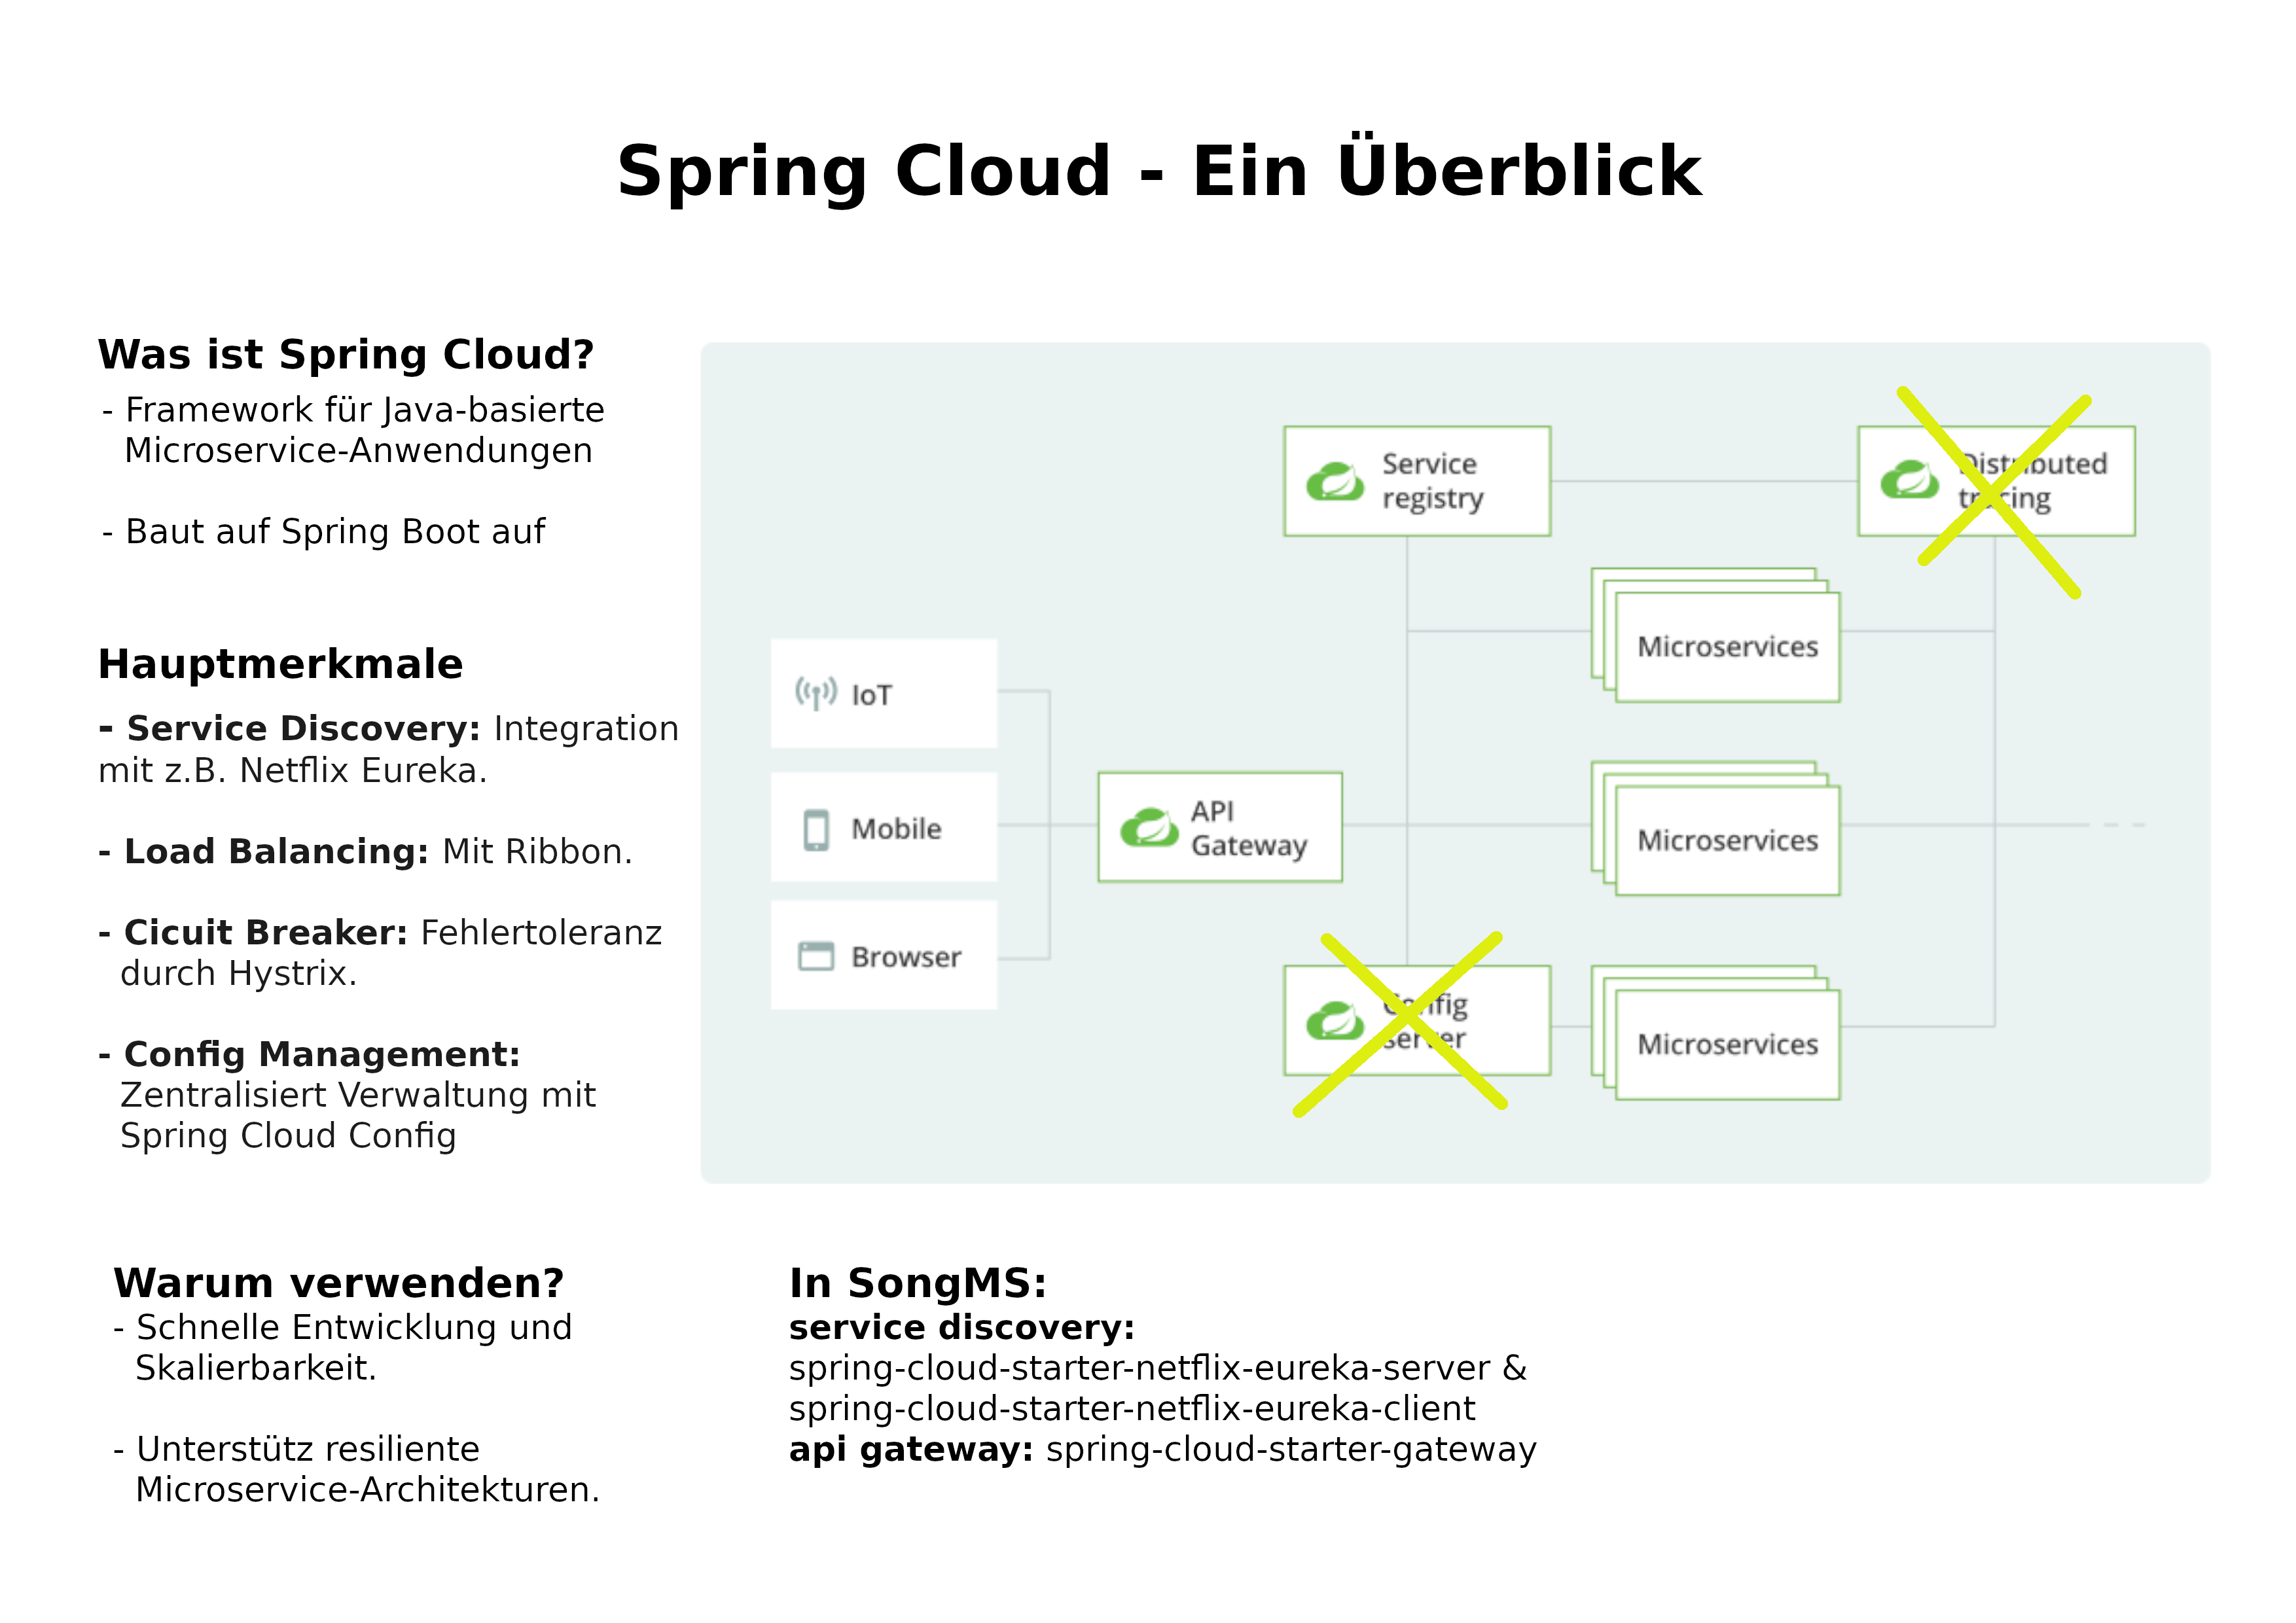 Spring Cloud - Ein Überblick
Was ist Spring Cloud?
- Framework für Java-basierte
Microservice-Anwendungen
- Baut auf Spring Boot auf
Hauptmerkmale
- Service Discovery: Integration
mit z.B. Netflix Eureka.
- Load Balancing: Mit Ribbon.
- Cicuit Breaker: Fehlertoleranz
durch Hystrix.
- Config Management:
Zentralisiert Verwaltung mit
Spring Cloud Config
Service
registry
Distributed
tracing
Microservices
IoT
Mobile
Browser
API
Gateway
Microservices
Config
server
Microservices
Warum verwenden?
- Schnelle Entwicklung und
Skalierbarkeit.
- Unterstütz resiliente
Microservice-Architekturen.
In SongMS:
service discovery:
spring-cloud-starter-netflix-eureka-server &
spring-cloud-starter-netflix-eureka-client
api gateway: spring-cloud-starter-gateway